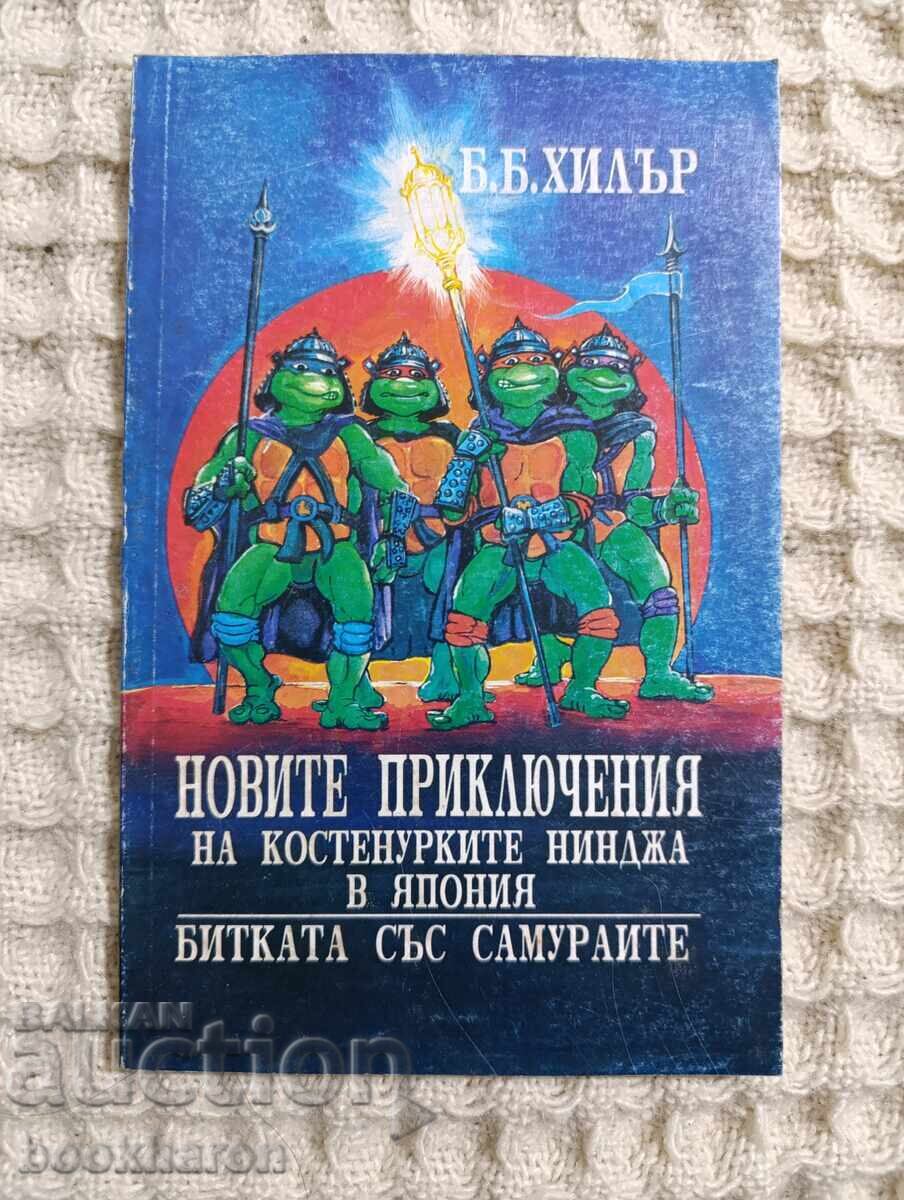 Б.Б.ХИЛЪР
НОВИТЕ ПРИКЛЮЧЕНИЯ
НА КОСТЕНУРКИТЕ НИНДЖА
В ЯПОНИЯ
БИТКАТА СЪС САМУРАИТЕ
BALKAN
auction
bookharon